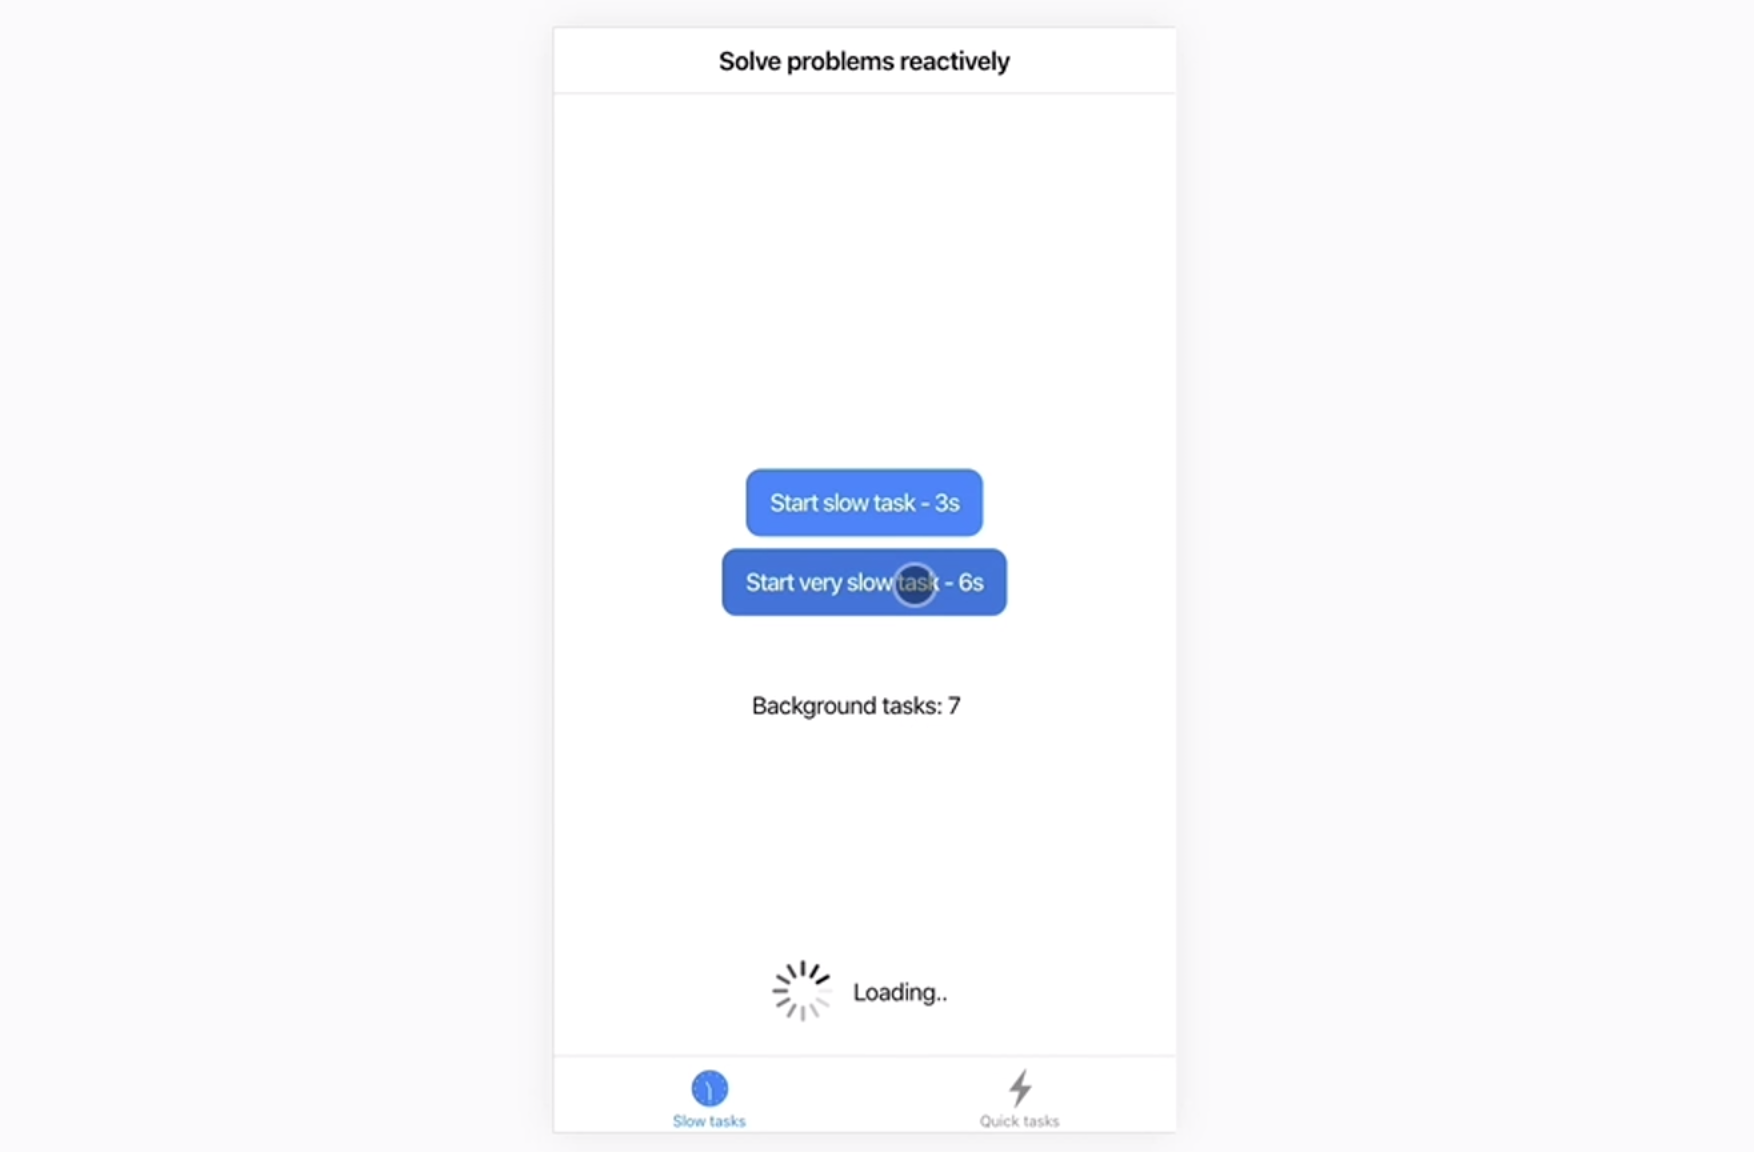 Solve problems reactively
Start slow task - 3s
Start very slow task - 6s
Background tasks: 7
Loading..
Slow tasks
Quick tasks